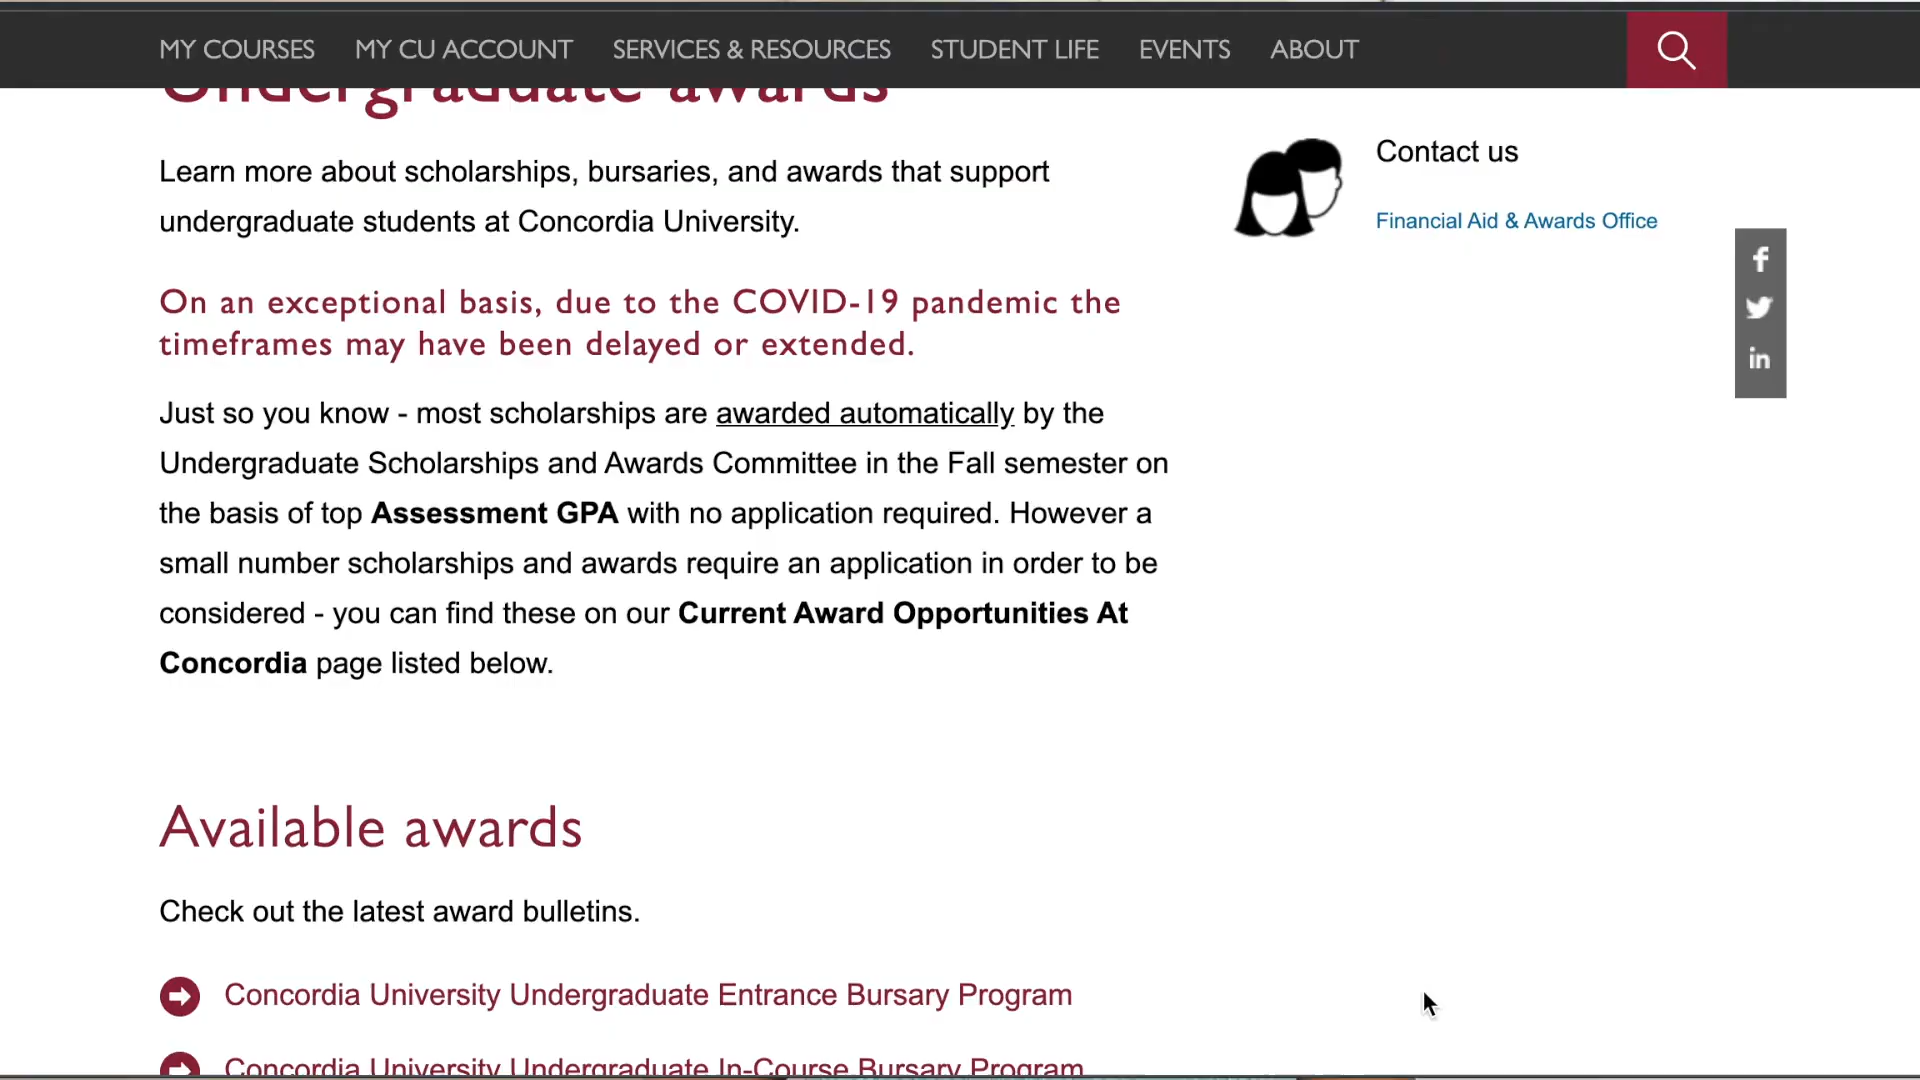 MY COURSES MY CU ACCOUNT SERVICES & RESOURCES STUDENT LIFE EVENTS ABOUT
Undergraduate awards
Learn more about scholarships, bursaries, and awards that support
undergraduate students at Concordia University.
Contact us
Financial Aid & Awards Office
f
in
On an exceptional basis, due to the COVID-19 pandemic the
timeframes may have been delayed or extended.
Just so you know - most scholarships are awarded automatically by the
Undergraduate Scholarships and Awards Committee in the Fall semester on
the basis of top Assessment GPA with no application required. However a
small number scholarships and awards require an application in order to be
considered - you can find these on our Current Award Opportunities At
Concordia page listed below.
Available awards
Check out the latest award bulletins.
Concordia University Undergraduate Entrance Bursary Program
Concordia University Undergraduate In-Course Bursary Program